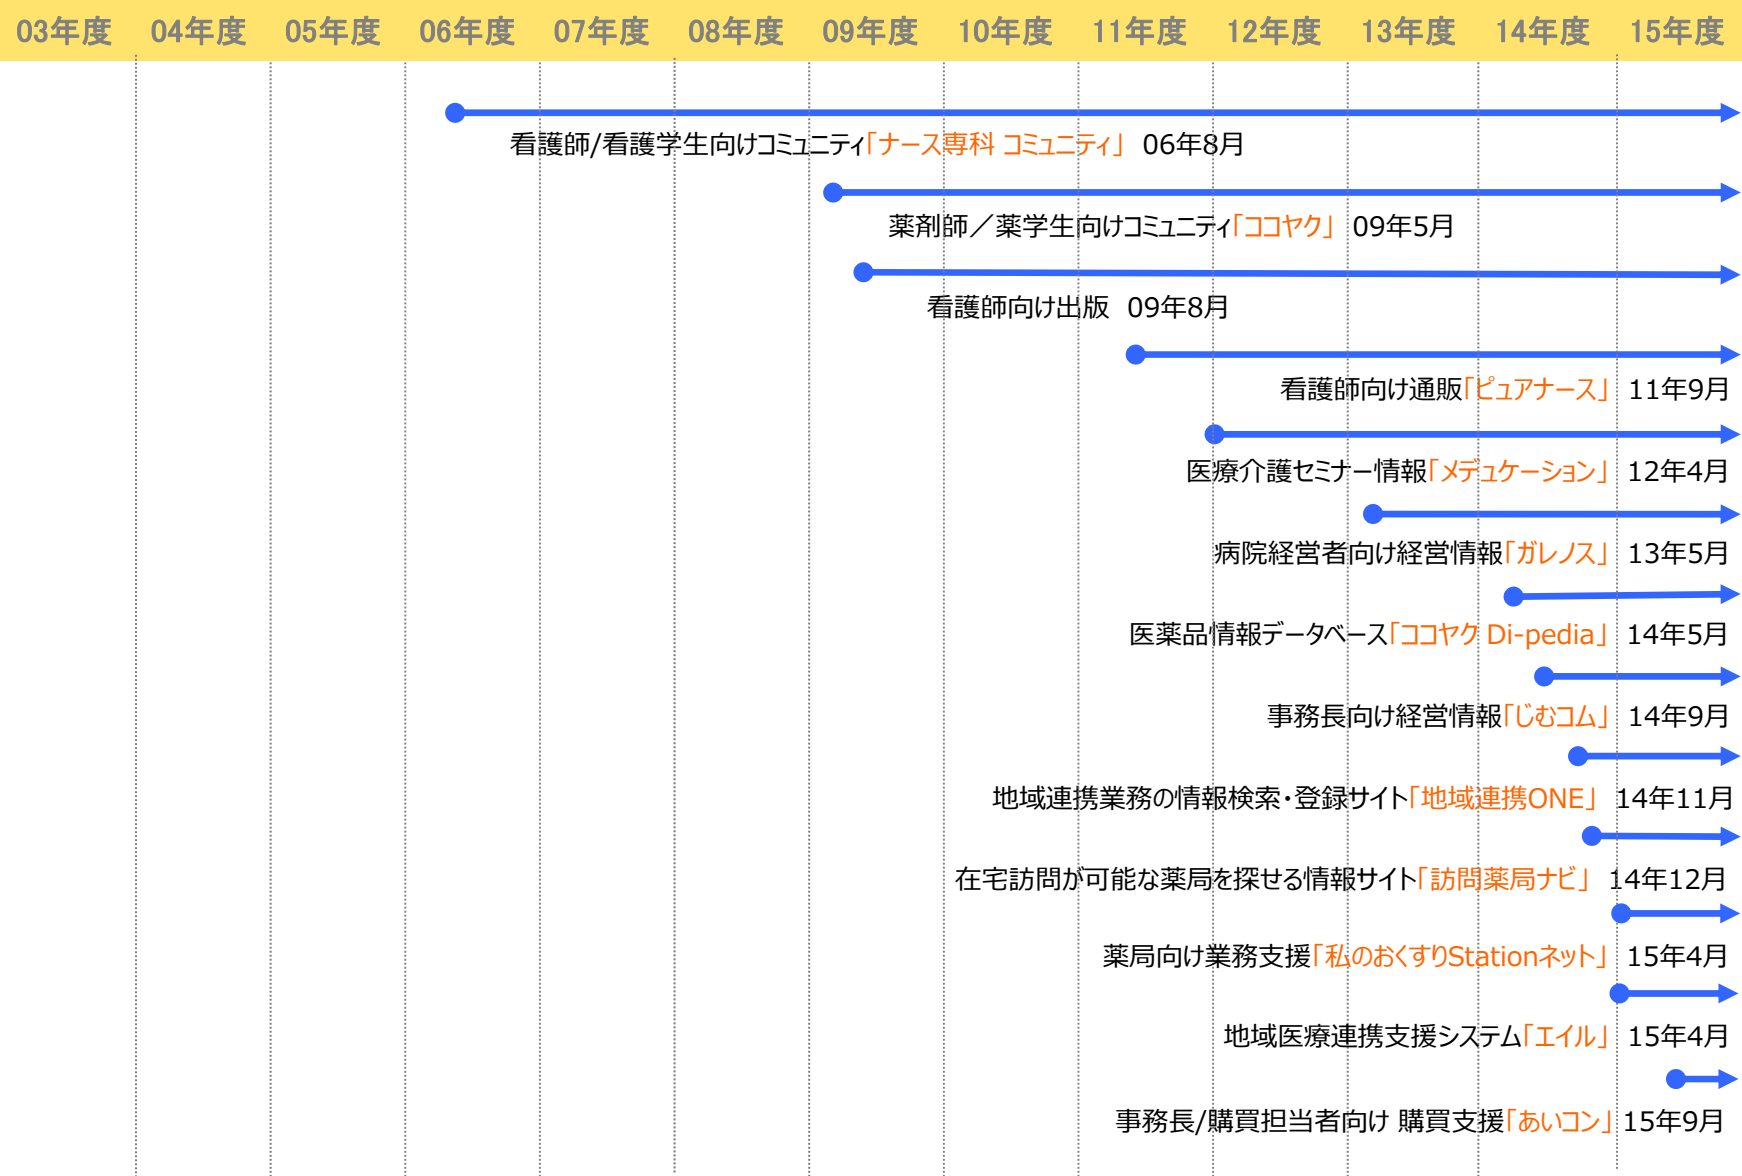 03年度 04年度 05年度 06年度 07年度 08年度 09年度 10年度 11年度 12年度 13年度 14年度 15年度
看護師/看護学生向けコミュニティ「ナース専科 コミュニティ」 06年8月
薬剤師／薬学生向けコミュニティ「ココヤク」 09年5月
看護師向け出版 09年8月
看護師向け通販「ピュアナース」 11年9月
医療介護セミナー情報「メデュケーション」 12年4月
病院経営者向け経営情報「ガレノス」 13年5月
医薬品情報データベース「ココヤク Di-pedia」 14年5月
事務長向け経営情報「じむコム」 14年9月
地域連携業務の情報検索・登録サイト「地域連携ONE」 14年11月
在宅訪問が可能な薬局を探せる情報サイト「訪問薬局ナビ」 14年12月
薬局向け業務支援「私のおくすりStationネット」 15年4月
地域医療連携支援システム「エイル」 15年4月
事務長/購買担当者向け 購買支援「あいコン」 15年9月